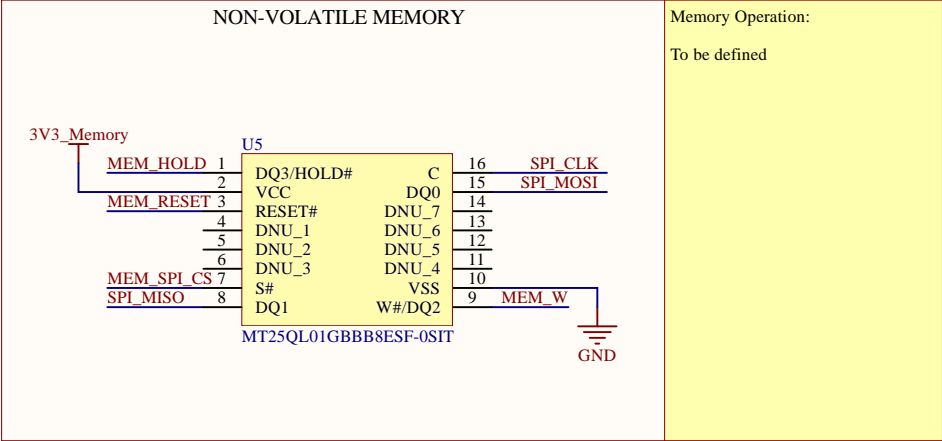 NON-VOLATILE MEMORY
Memory Operation:
To be defined
3V3_Memory
U5
MEM_HOLD 1 DQ3/HOLD# C 16 SPI_CLK
2 VCC DQ0 15 SPI_MOSI
MEM_RESET 3 RESET# DNU_7 14
4 DNU_1 DNU_6 13
5 DNU_2 DNU_5 12
6 DNU_3 DNU_4 11
MEM_SPI_CS 7 S# VSS 10
SPI_MISO 8 DQ1 W#/DQ2 9 MEM_W
MT25QL01GBBB8ESF-0SIT
GND